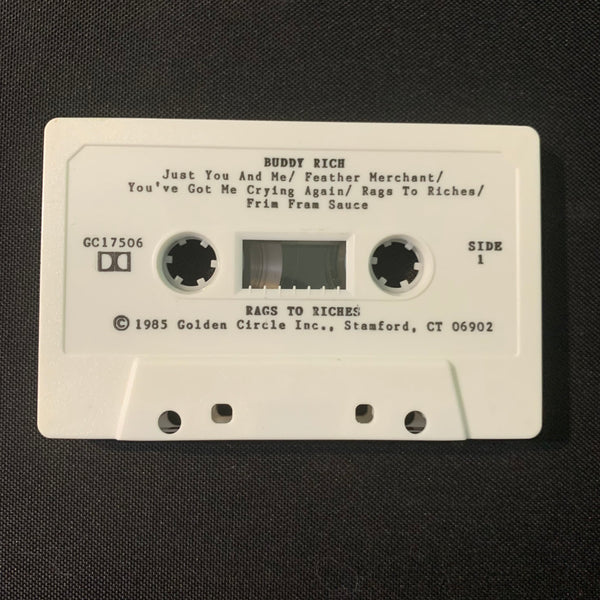 BUDDY RICH
Just You And Me/ Feather Merchant/
You've Got Me Crying Again/ Rags To Riches/
Frim Fram Sauce
GC17506
SIDE
1
RAGS TO RICHES
© 1985 Golden Circle Inc., Stamford, CT 06902